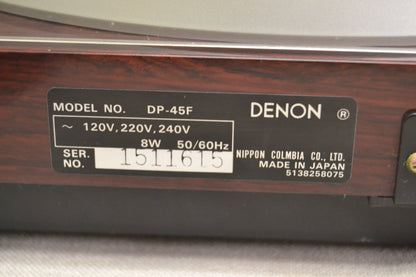 MODEL NO. DP-45F
DENON ®
~ 120V, 220V, 240V
8W 50/60Hz
SER. NO. 1511615
NIPPON COLMBIA CO., LTD.
MADE IN JAPAN
5138258075